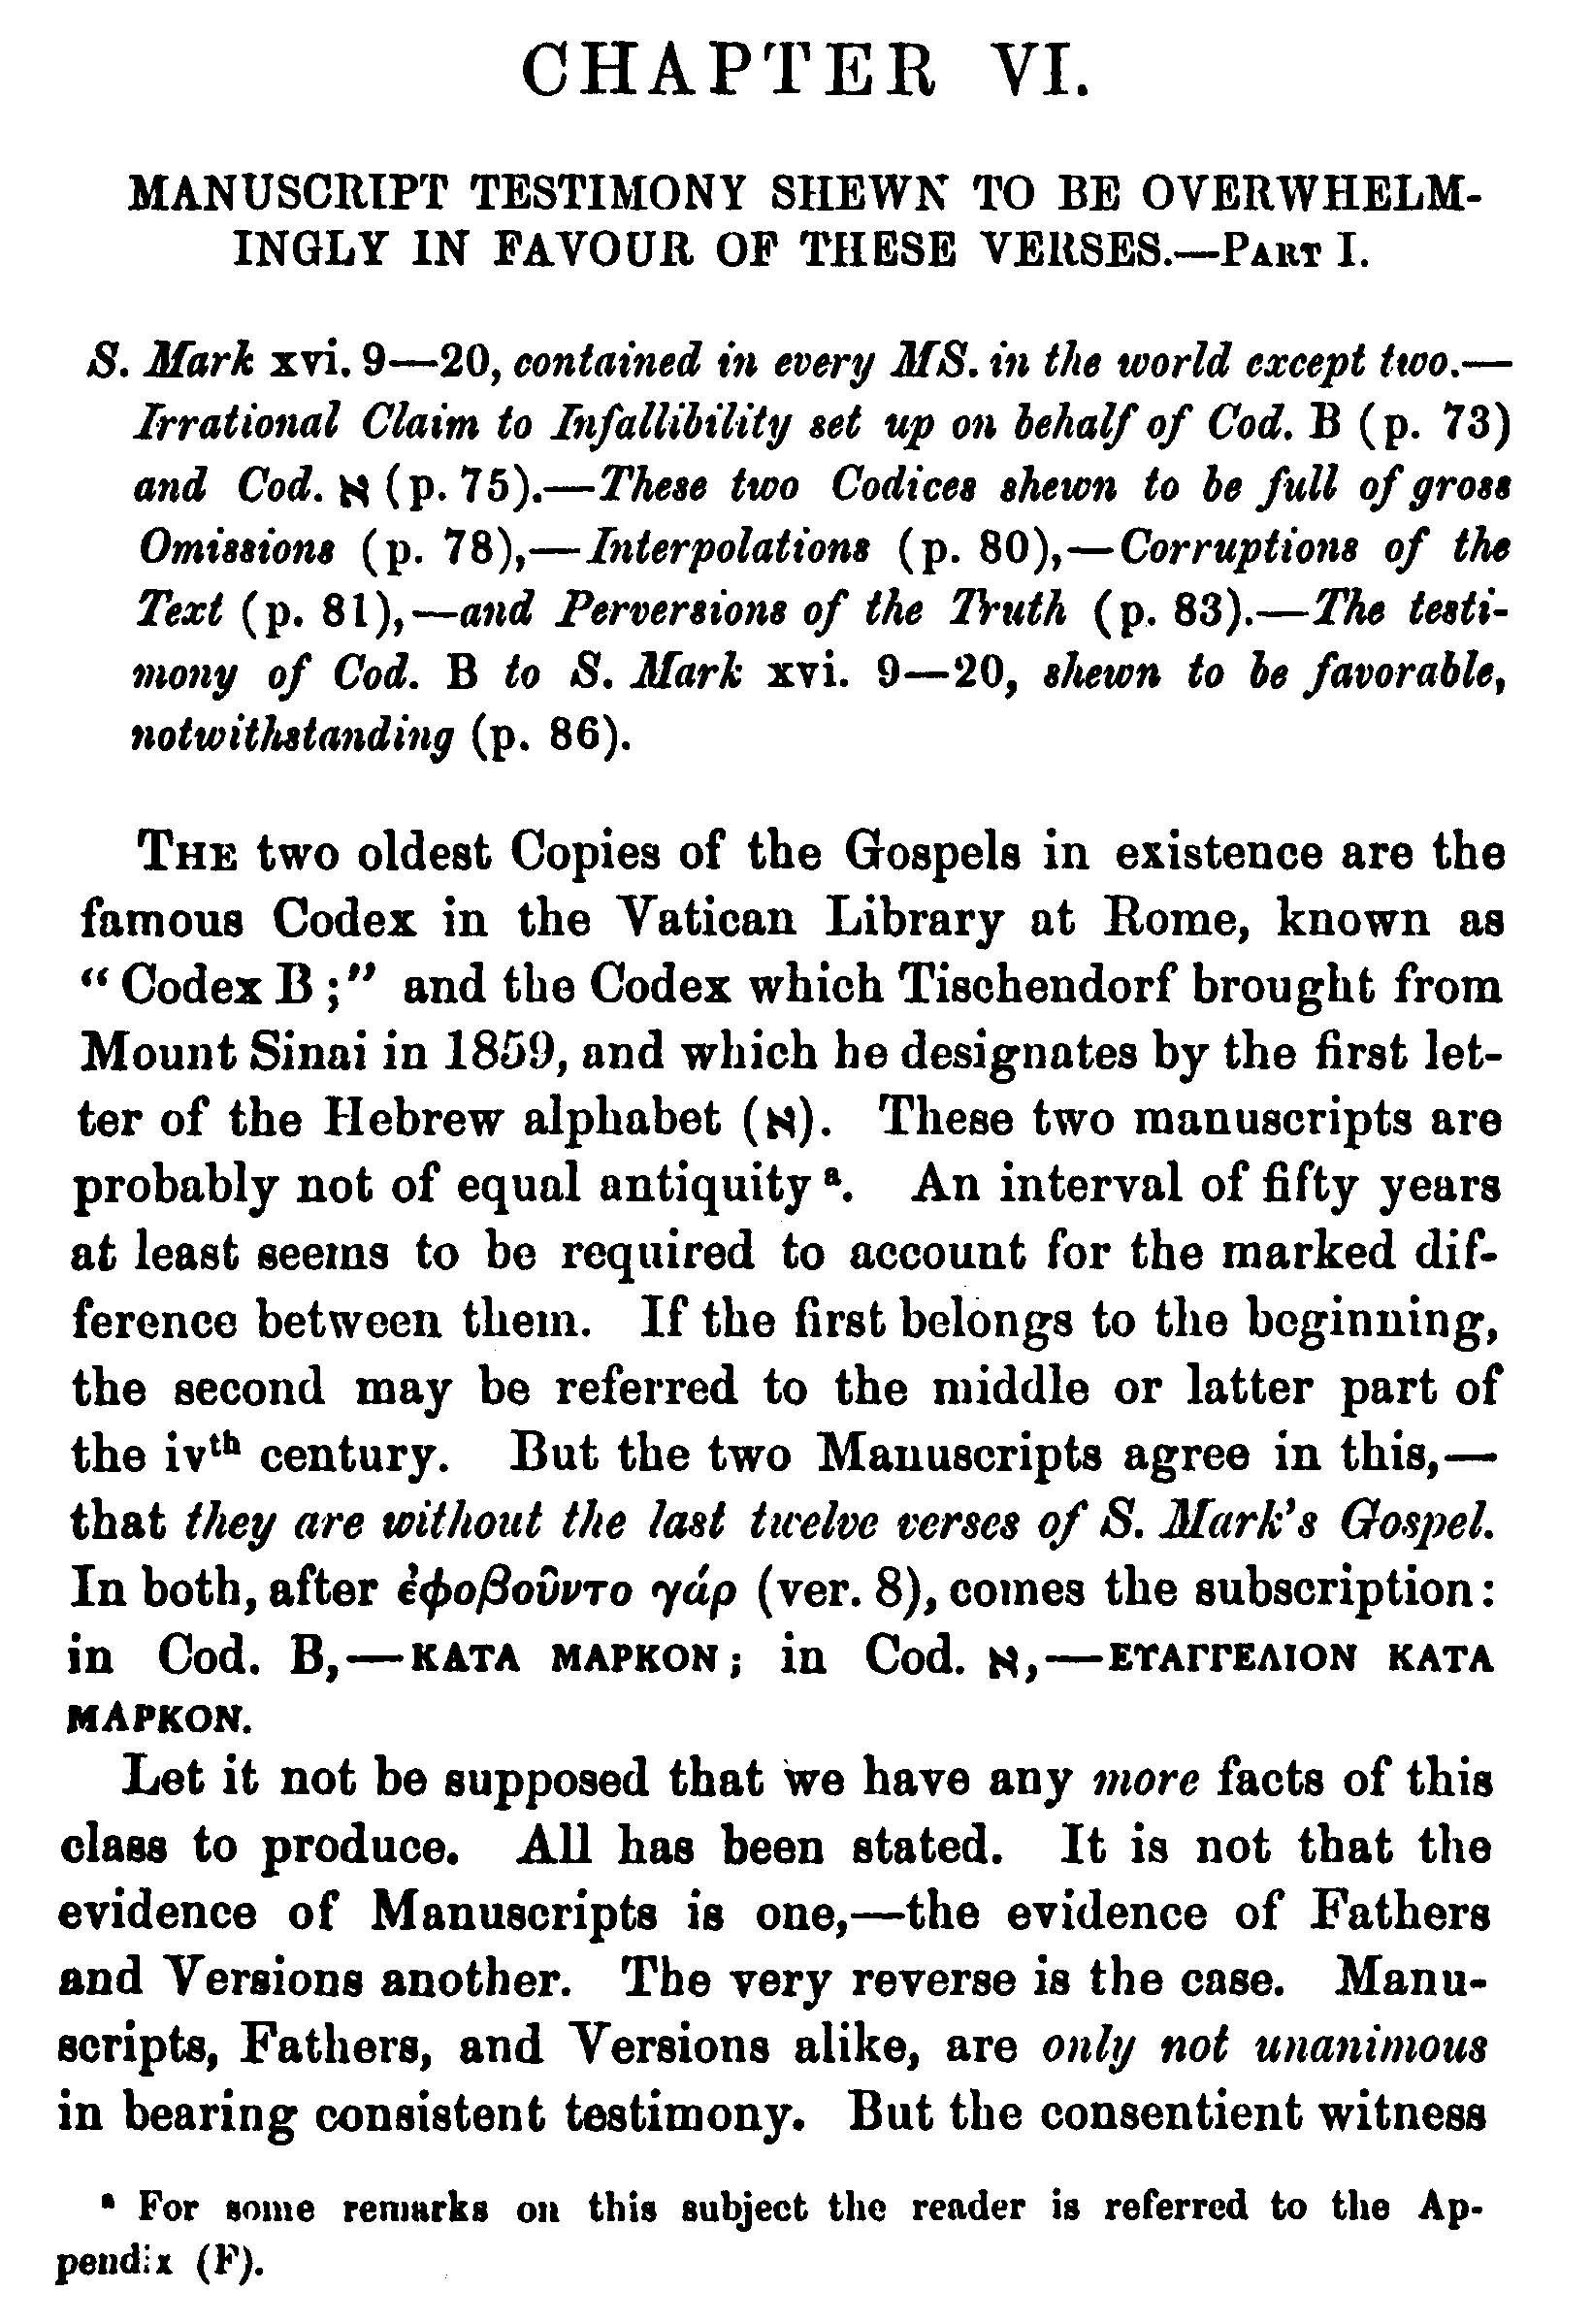 CHAPTER VI.
MANUSCRIPT TESTIMONY SHEWN TO BE OVERWHELM-
INGLY IN FAVOUR OF THESE VERSES.—PART I.
S. Mark xvi. 9—20, contained in every MS. in the world except two.—
Irrational Claim to Infallibility set up on behalf of Cod. B (p. 73)
and Cod. א (p. 75).—These two Codices shewn to be full of gross
Omissions (p. 78),—Interpolations (p. 80),—Corruptions of the
Text (p. 81),—and Perversions of the Truth (p. 83).—The testi-
mony of Cod. B to S. Mark xvi. 9—20, shewn to be favorable,
notwithstanding (p. 86).
THE two oldest Copies of the Gospels in existence are the
famous Codex in the Vatican Library at Rome, known as
“Codex B;” and the Codex which Tischendorf brought from
Mount Sinai in 1859, and which he designates by the first let-
ter of the Hebrew alphabet (א). These two manuscripts are
probably not of equal antiquity ª. An interval of fifty years
at least seems to be required to account for the marked dif-
ference between them. If the first belongs to the beginning,
the second may be referred to the middle or latter part of
the ivth century. But the two Manuscripts agree in this,—
that they are without the last twelve verses of S. Mark's Gospel.
In both, after ἐφοβοῦντο γάρ (ver. 8), comes the subscription:
in Cod. B,—ΚΑΤΑ ΜΑΡΚΟΝ; in Cod. א,—ΕΥΑΓΓΕΛΙΟΝ ΚΑΤΑ
ΜΑΡΚΟΝ.
Let it not be supposed that we have any more facts of this
class to produce. All has been stated. It is not that the
evidence of Manuscripts is one,—the evidence of Fathers
and Versions another. The very reverse is the case. Manu-
scripts, Fathers, and Versions alike, are only not unanimous
in bearing consistent testimony. But the consentient witness
ª For some remarks on this subject the reader is referred to the Ap-
pendix (F).